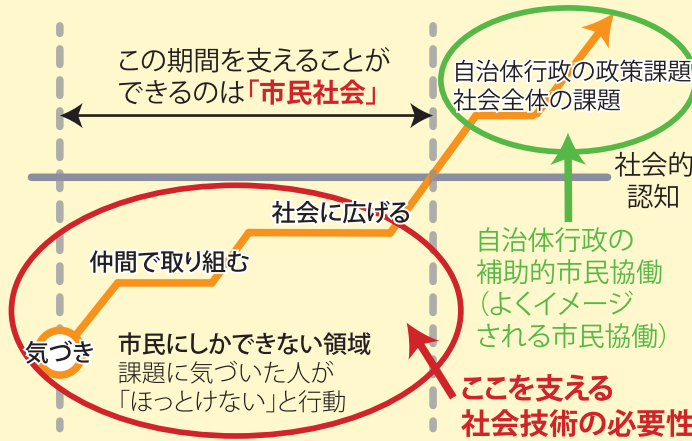 この期間を支えることが
できるのは「市民社会」
自治体行政の政策課題
社会全体の課題
社会的
認知
社会に広げる
仲間で取り組む
気づき
市民にしかできない領域
課題に気づいた人が
「ほっとけない」と行動
自治体行政の
補助的市民協働
（よくイメージ
される市民協働）
ここを支える
社会技術の必要性